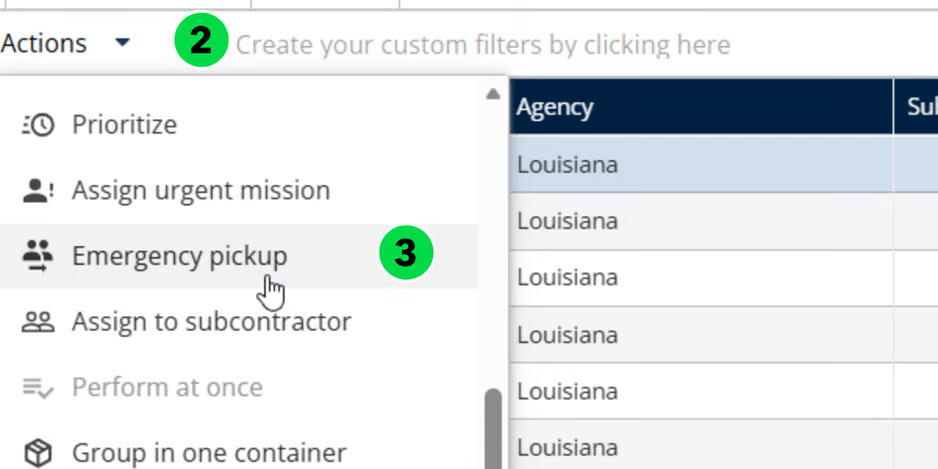 Actions 2 Create your custom filters by clicking here
Agency
Prioritize
Louisiana
Assign urgent mission
Louisiana
Emergency pickup 3
Louisiana
Assign to subcontractor
Louisiana
Perform at once
Louisiana
Group in one container
Louisiana